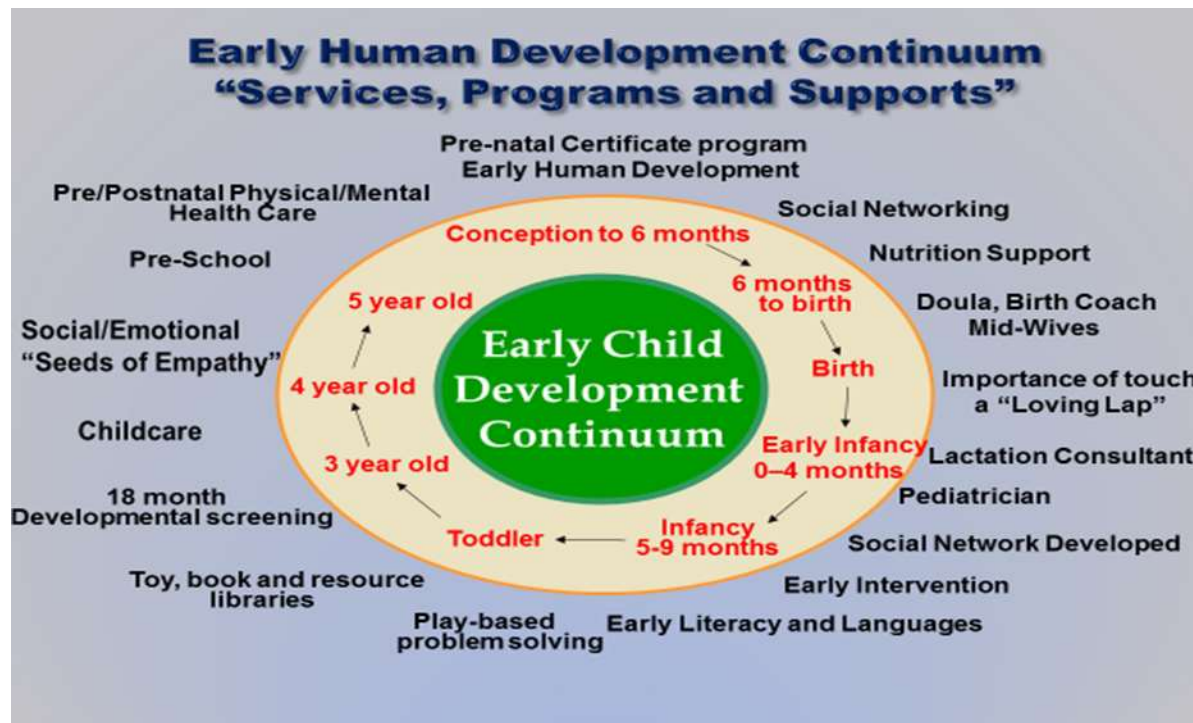 Early Human Development Continuum
“Services, Programs and Supports”
Pre-natal Certificate program
Early Human Development
Social Networking
Nutrition Support
Doula, Birth Coach
Mid-Wives
Importance of touch
a “Loving Lap”
Lactation Consultant
Pediatrician
Social Network Developed
Early Intervention
Early Literacy and Languages
Play-based
problem solving
Toy, book and resource
libraries
18 month
Developmental screening
Childcare
Social/Emotional
“Seeds of Empathy”
Pre-School
Pre/Postnatal Physical/Mental
Health Care
Conception to 6 months
6 months
to birth
Birth
Early Infancy
0–4 months
Infancy
5-9 months
Toddler
3 year old
4 year old
5 year old
Early Child
Development
Continuum